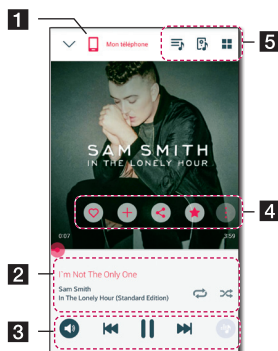 1
Mon téléphone
5
SAM SMITH
IN THE LONELY HOUR
4
0:07
3:59
2
I'm Not The Only One
Sam Smith
In The Lonely Hour (Standard Edition)
3